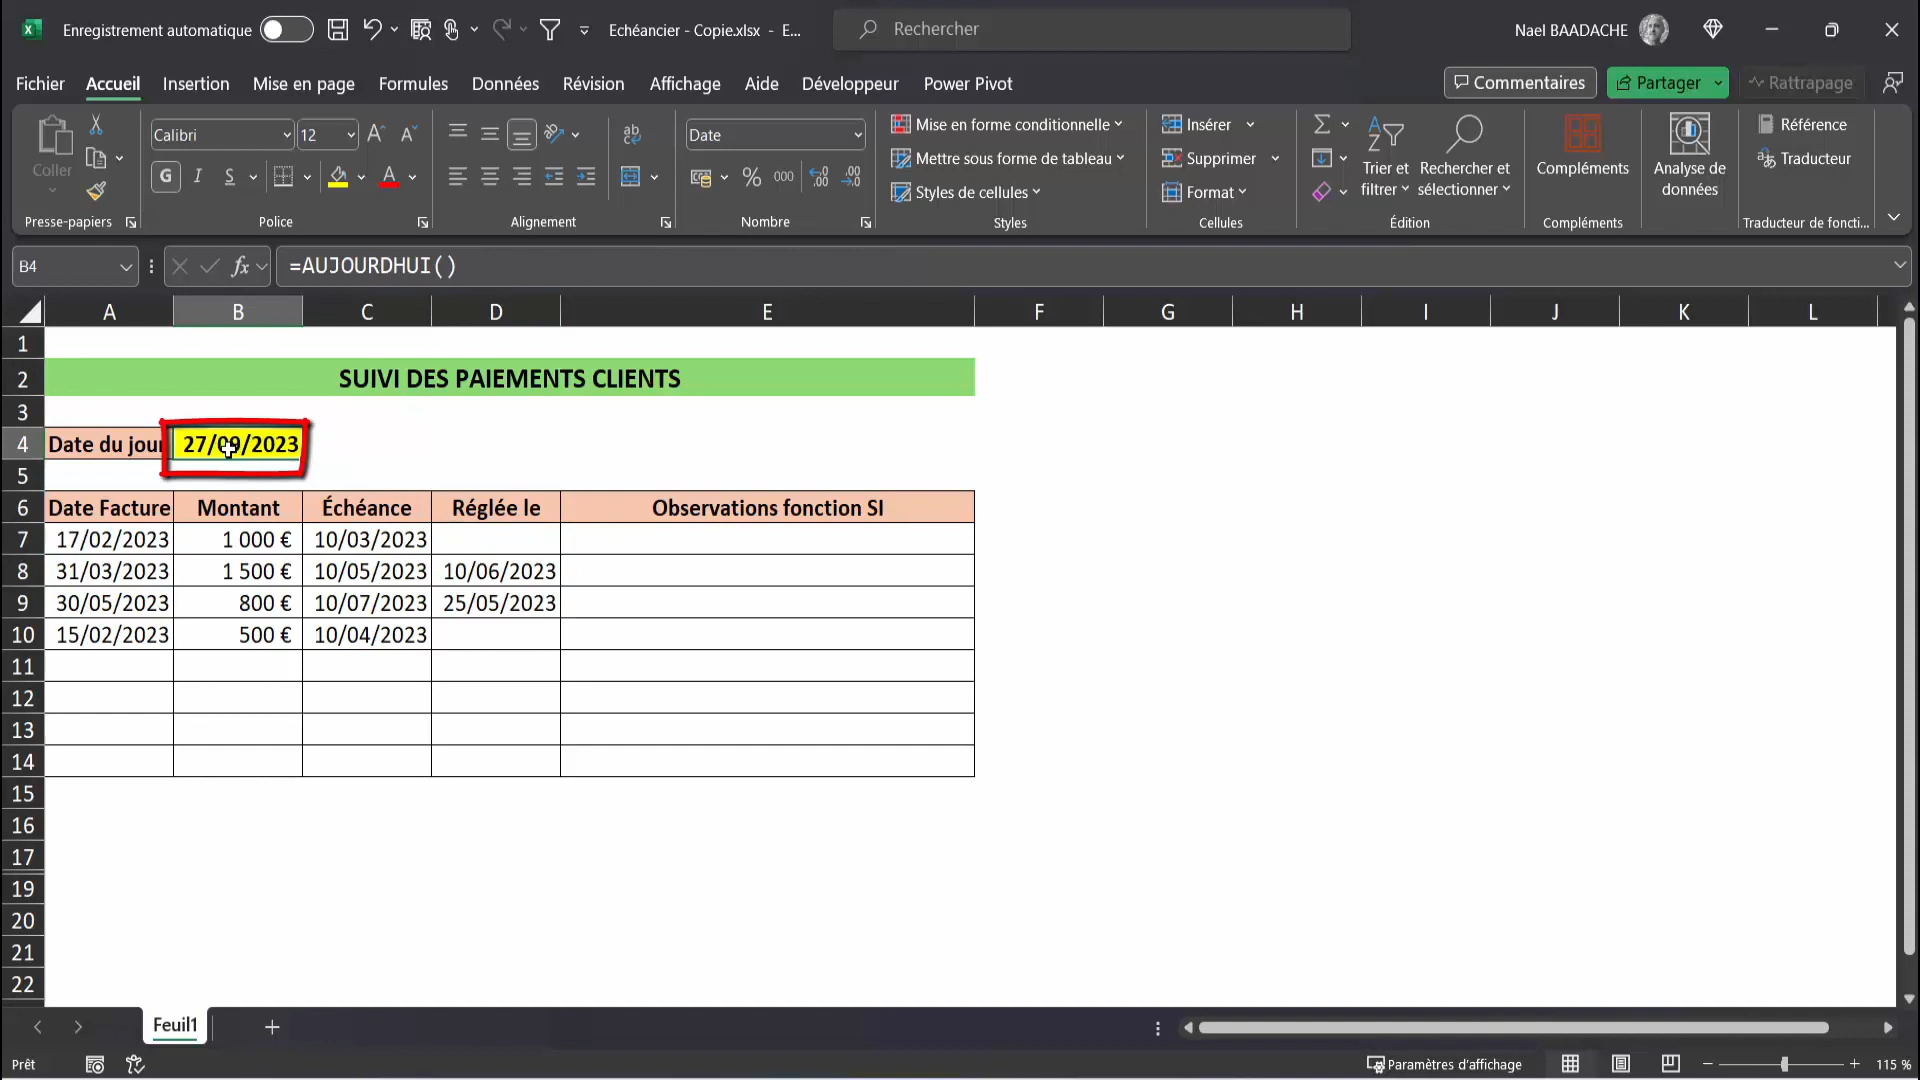 Enregistrement automatique
Echéancier - Copie.xlsx - E...
Rechercher
Nael BAADACHE
Fichier Accueil Insertion Mise en page Formules Données Révision Affichage Aide Développeur Power Pivot
Commentaires Partager Rattrapage
Coller
Presse-papiers
Calibri 12
G I S
Police
ab
Alignement
Date
% 000
Nombre
Mise en forme conditionnelle
Mettre sous forme de tableau
Styles de cellules
Styles
Insérer
Supprimer
Format
Cellules
Trier et
filtrer
Rechercher et
sélectionner
Édition
Compléments
Compléments
Analyse de
données
Référence
Traducteur
Traducteur de foncti...
B4 fx =AUJOURDHUI()
A B C D E F G H I J K L
1
2 SUIVI DES PAIEMENTS CLIENTS
3
4 Date du jour 27/09/2023
5
6 Date Facture Montant Échéance Réglée le Observations fonction SI
7 17/02/2023 1 000 € 10/03/2023
8 31/03/2023 1 500 € 10/05/2023 10/06/2023
9 30/05/2023 800 € 10/07/2023 25/05/2023
10 15/02/2023 500 € 10/04/2023
11
12
13
14
15
16
17
19
20
21
22
Feuil1
Prêt
Paramètres d'affichage
115 %